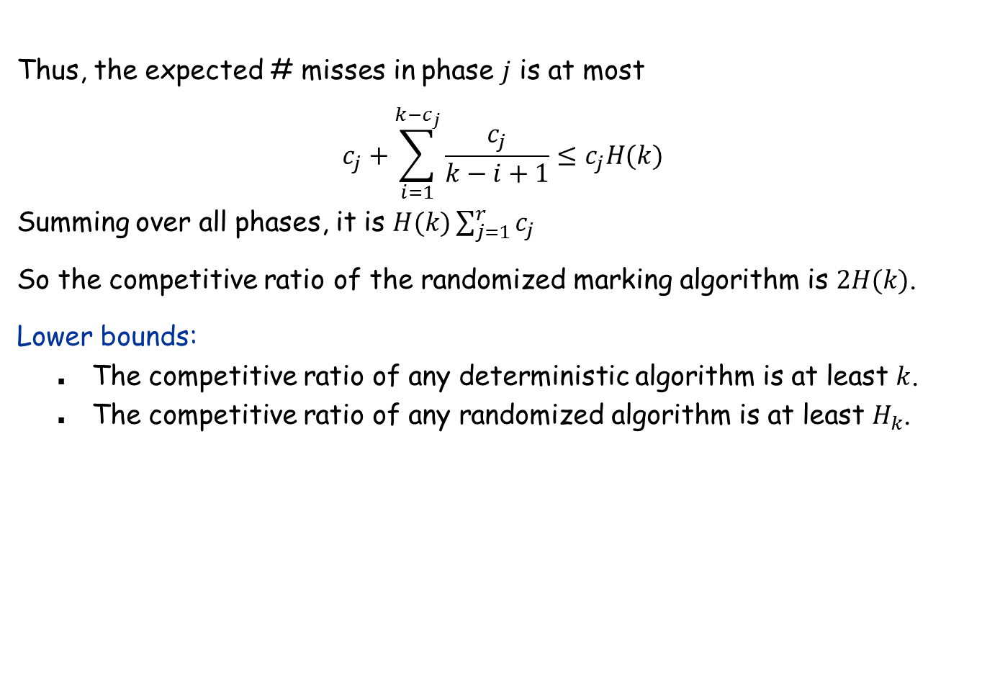 Thus, the expected # misses in phase j is at most
c_j + \sum_{i=1}^{k-c_j} \frac{c_j}{k-i+1} ≤ c_j H(k)
Summing over all phases, it is H(k) \sum_{j=1}^{r} c_j
So the competitive ratio of the randomized marking algorithm is 2H(k).
Lower bounds:
▪ The competitive ratio of any deterministic algorithm is at least k.
▪ The competitive ratio of any randomized algorithm is at least H_k.